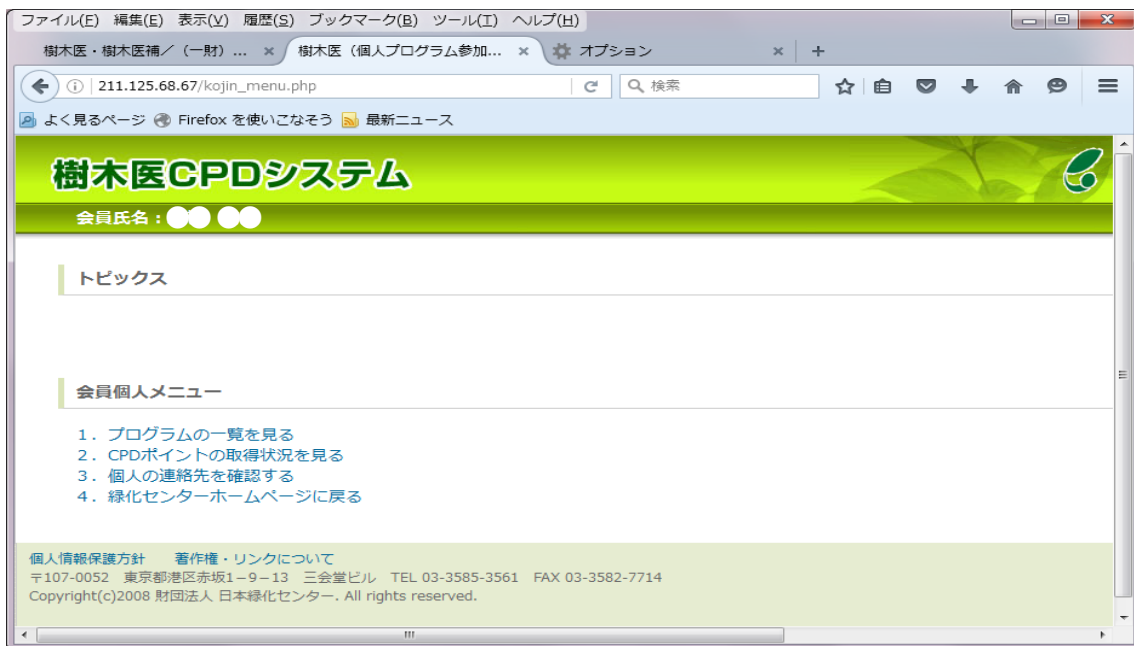 ファイル(F) 編集(E) 表示(V) 履歴(S) ブックマーク(B) ツール(T) ヘルプ(H)
樹木医・樹木医補／（一財）... × 樹木医（個人プログラム参加... × オプション × +
211.125.68.67/kojin_menu.php 検索
よく見るページ Firefox を使いこなそう 最新ニュース
樹木医CPDシステム
会員氏名：
トピックス
会員個人メニュー
１．プログラムの一覧を見る
２．CPDポイントの取得状況を見る
３．個人の連絡先を確認する
４．緑化センターホームページに戻る
個人情報保護方針 著作権・リンクについて
〒107-0052 東京都港区赤坂1－9－13 三会堂ビル TEL 03-3585-3561 FAX 03-3582-7714
Copyright(c)2008 財団法人 日本緑化センター. All rights reserved.